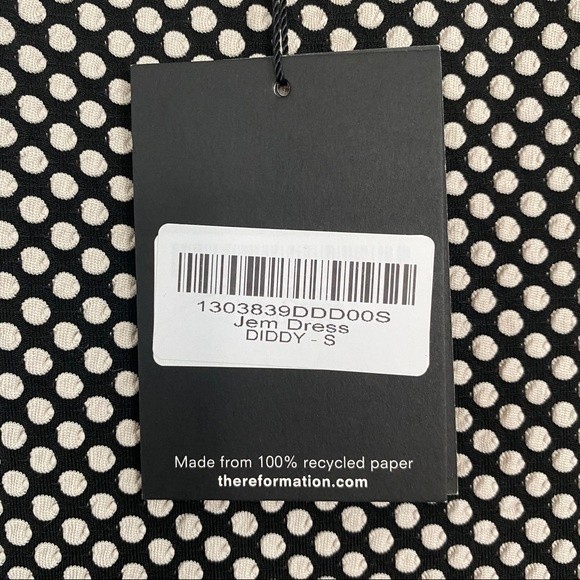 1303839DDD00S
Jem Dress
DIDDY - S
Made from 100% recycled paper
thereformation.com